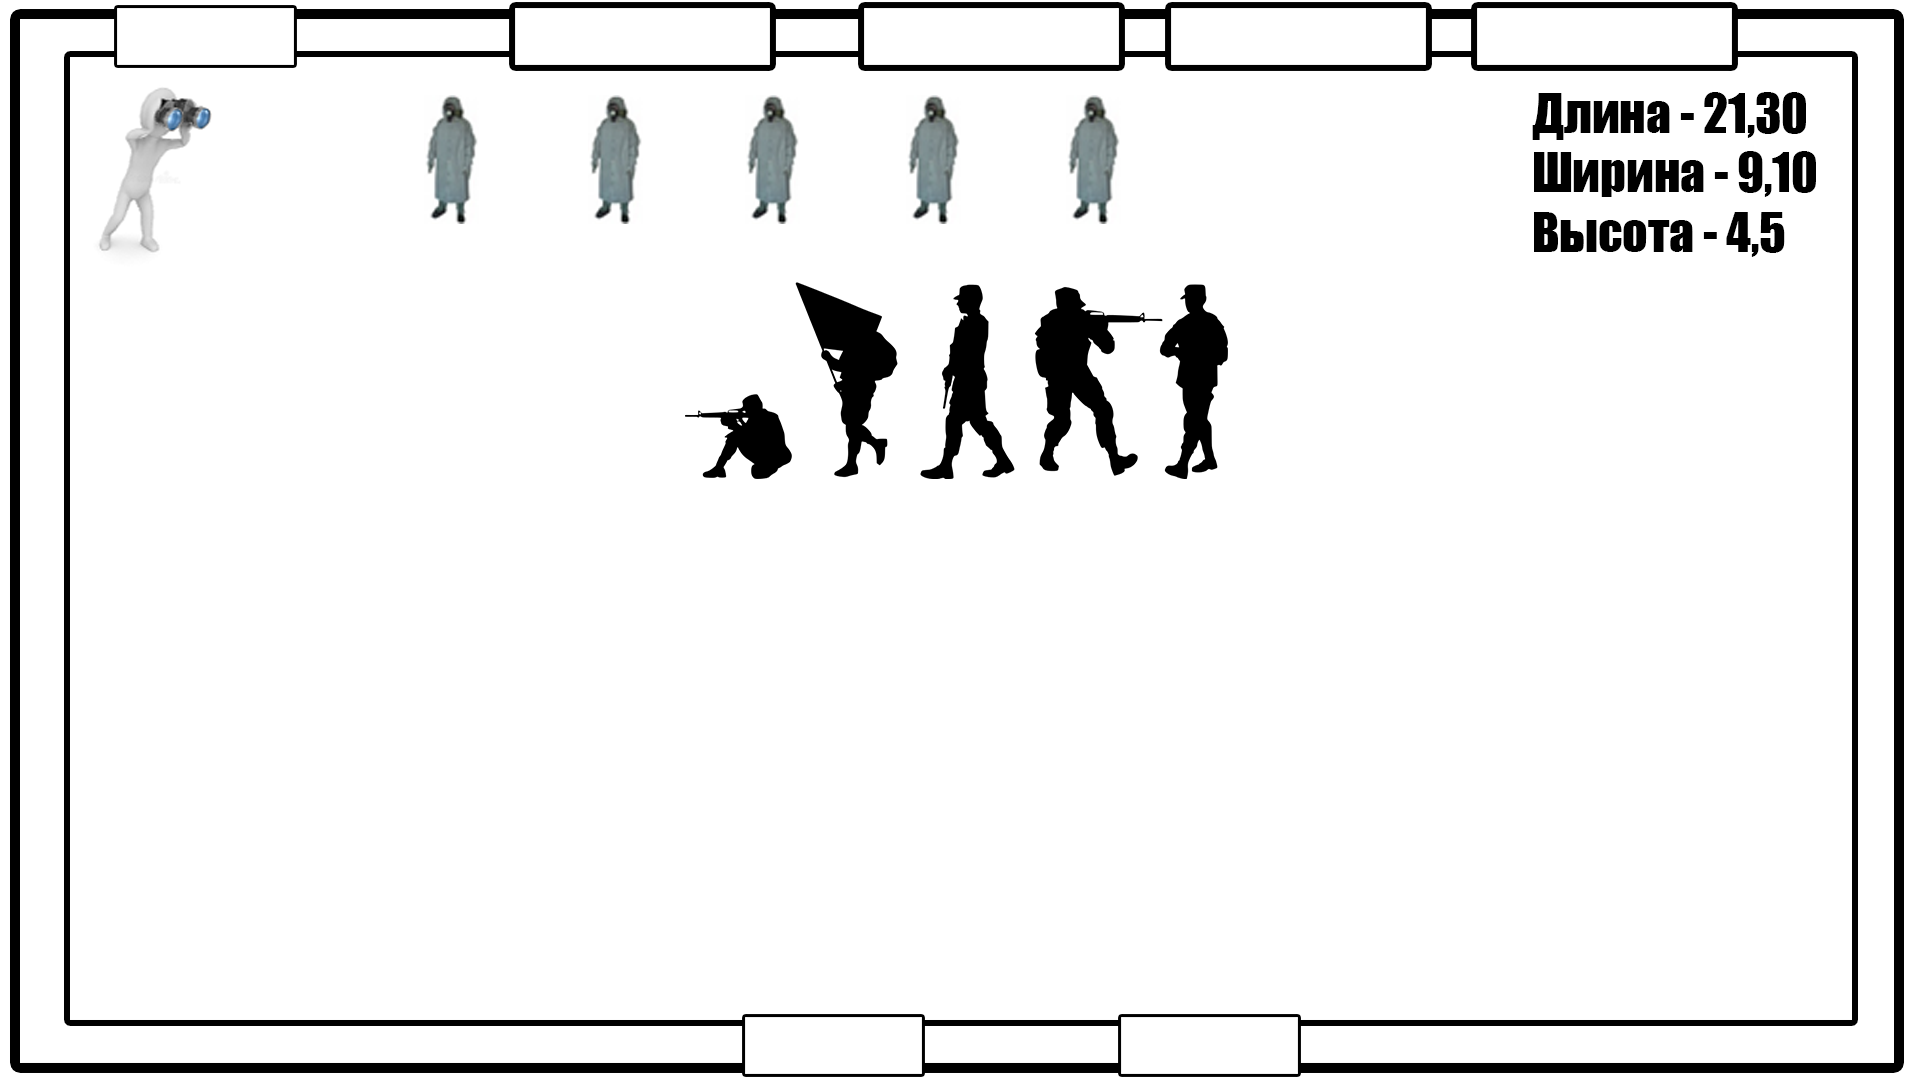 Длина - 21,30
Ширина - 9,10
Высота - 4,5